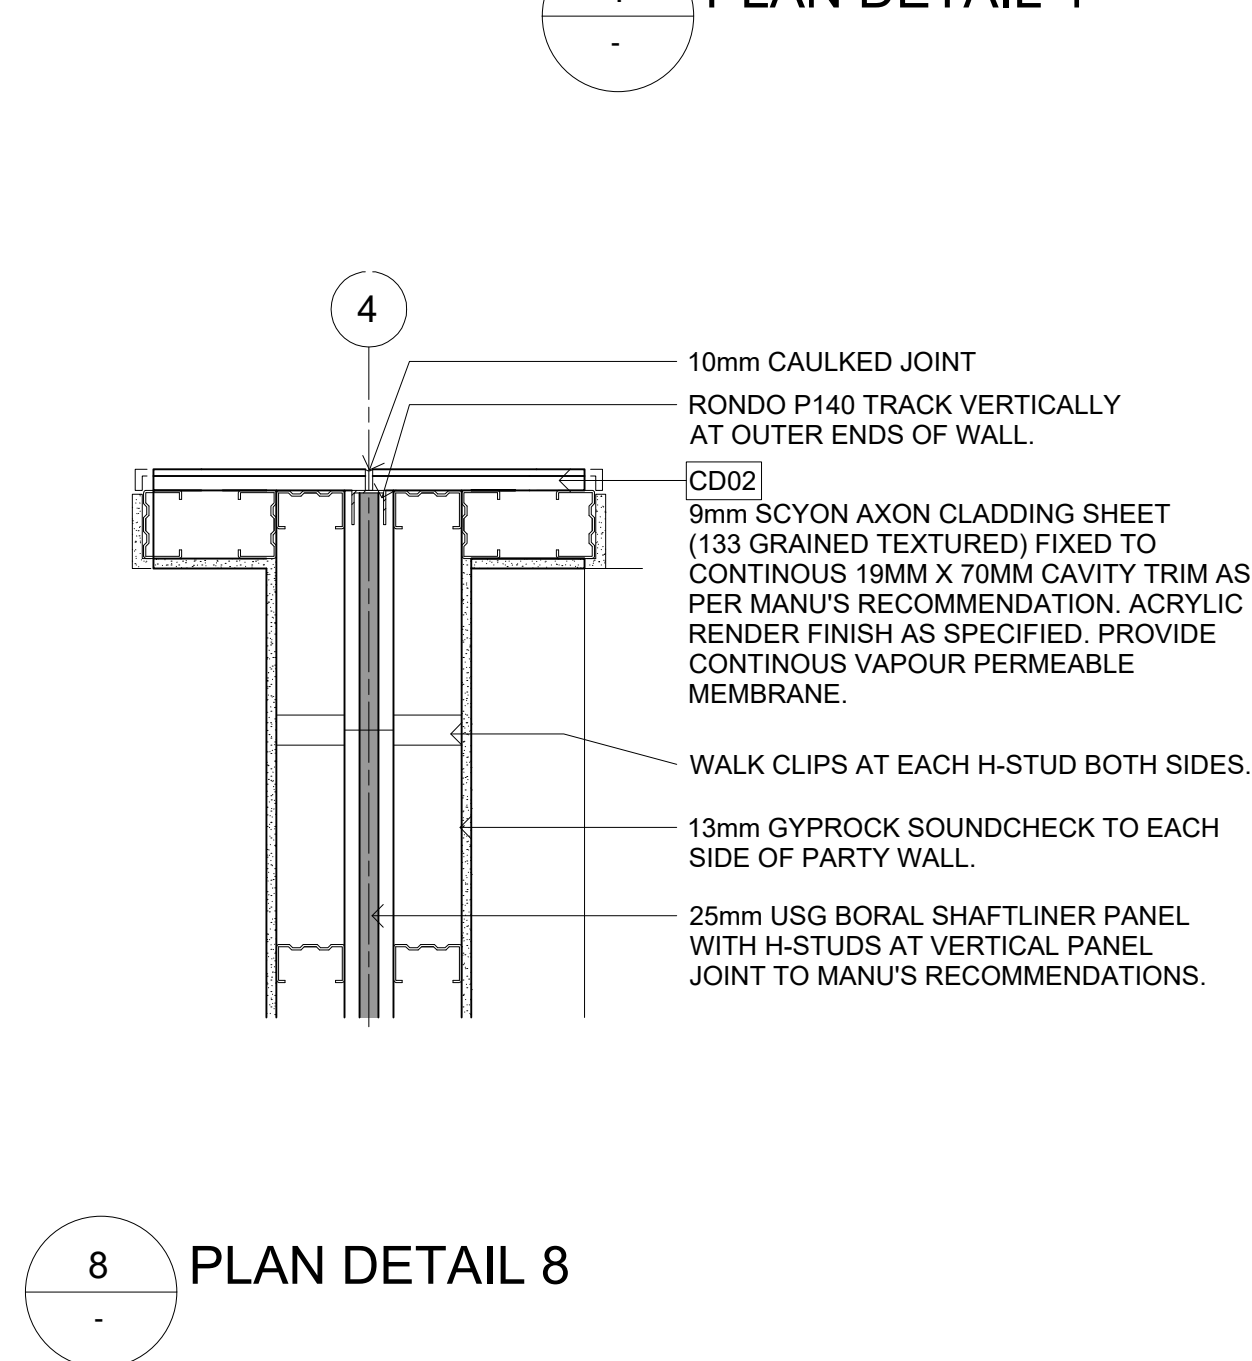 -
4
10mm CAULKED JOINT
RONDO P140 TRACK VERTICALLY
AT OUTER ENDS OF WALL.
CD02
9mm SCYON AXON CLADDING SHEET
(133 GRAINED TEXTURED) FIXED TO
CONTINOUS 19MM X 70MM CAVITY TRIM AS
PER MANU'S RECOMMENDATION. ACRYLIC
RENDER FINISH AS SPECIFIED. PROVIDE
CONTINOUS VAPOUR PERMEABLE
MEMBRANE.
WALK CLIPS AT EACH H-STUD BOTH SIDES.
13mm GYPROCK SOUNDCHECK TO EACH
SIDE OF PARTY WALL.
25mm USG BORAL SHAFTLINER PANEL
WITH H-STUDS AT VERTICAL PANEL
JOINT TO MANU'S RECOMMENDATIONS.
8 PLAN DETAIL 8
-